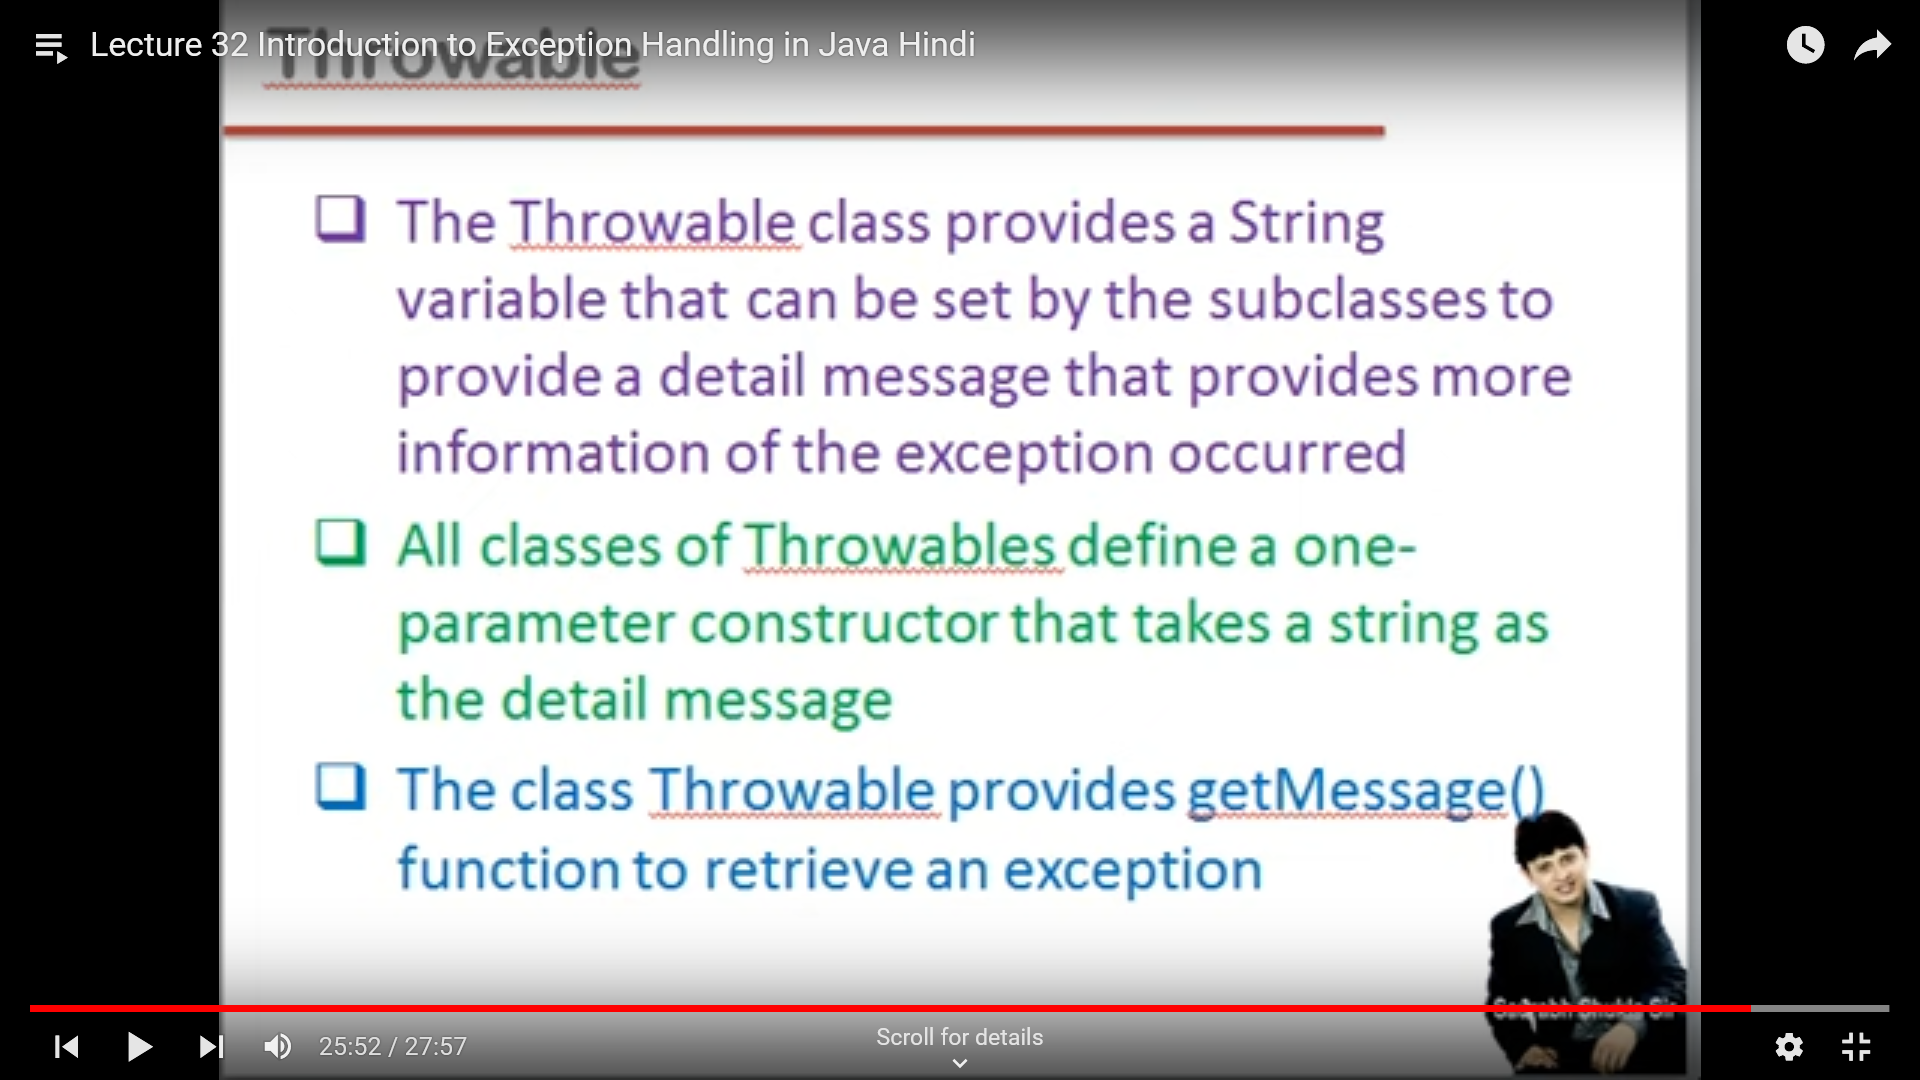 Lecture 32 Introduction to Exception Handling in Java Hindi
Throwable
The Throwable class provides a String
variable that can be set by the subclasses to
provide a detail message that provides more
information of the exception occurred
All classes of Throwables define a one-
parameter constructor that takes a string as
the detail message
The class Throwable provides getMessage()
function to retrieve an exception
Saurabh Shukla Sir
25:52 / 27:57
Scroll for details